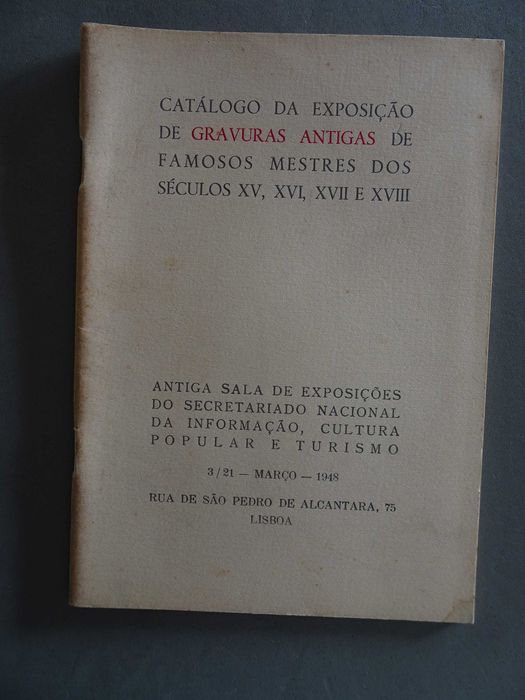 CATÁLOGO DA EXPOSIÇÃO
DE GRAVURAS ANTIGAS DE
FAMOSOS MESTRES DOS
SÉCULOS XV, XVI, XVII E XVIII
ANTIGA SALA DE EXPOSIÇÕES
DO SECRETARIADO NACIONAL
DA INFORMAÇÃO, CULTURA
POPULAR E TURISMO
3/21 — MARÇO — 1948
RUA DE SÃO PEDRO DE ALCANTARA, 75
LISBOA